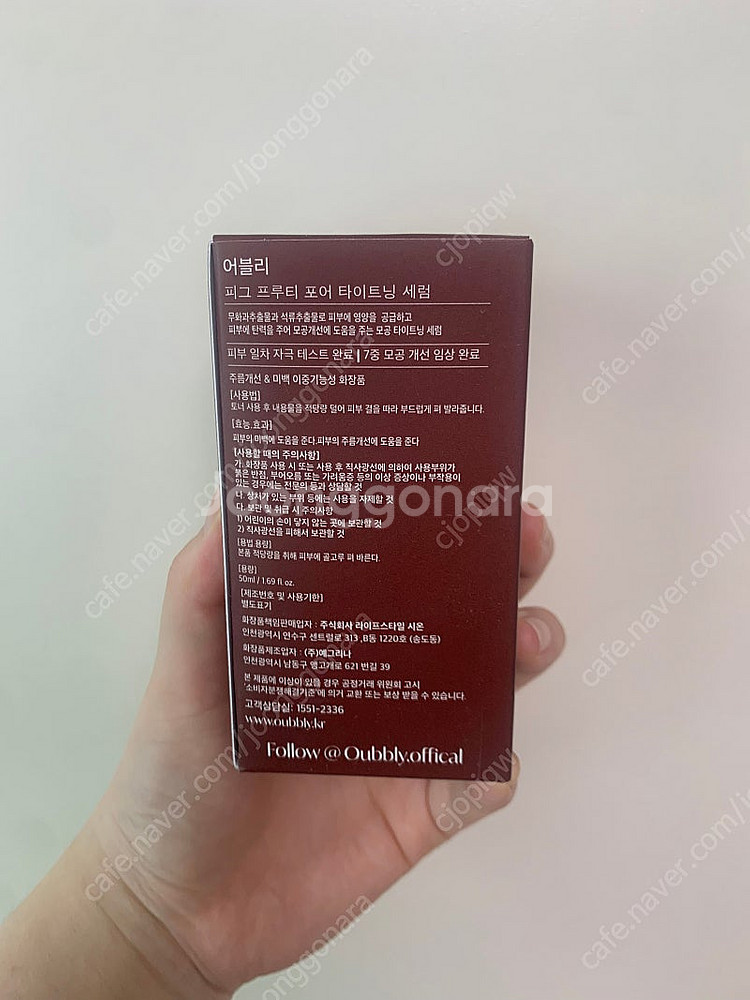 어블리
피그 프루티 포어 타이트닝 세럼
무화과추출물과 석류추출물로 피부에 영양을 공급하고
피부에 탄력을 주어 모공개선에 도움을 주는 모공 타이트닝 세럼
피부 일차 자극 테스트 완료 | 7중 모공 개선 임상 완료
주름개선 & 미백 이중기능성 화장품
[사용법]
토너 사용 후 내용물을 적당량 덜어 피부 결을 따라 부드럽게 펴 발라줍니다.
[효능,효과]
피부의 미백에 도움을 준다.피부의 주름개선에 도움을 준다
[사용할 때의 주의사항]
가. 화장품 사용 시 또는 사용 후 직사광선에 의하여 사용부위가
붉은 반점, 부어오름 또는 가려움증 등의 이상 증상이나 부작용이
있는 경우에는 전문의 등과 상담할 것
나. 상처가 있는 부위 등에는 사용을 자제할 것
다. 보관 및 취급 시 주의사항
1) 어린이의 손이 닿지 않는 곳에 보관할 것
2) 직사광선을 피해서 보관할 것
[용법.용량]
본품 적당량을 취해 피부에 골고루 펴 바른다.
[용량]
50ml / 1.69 fl oz.
[제조번호 및 사용기한]
별도표기
화장품책임판매업자 : 주식회사 라이프스타일 시온
인천광역시 연수구 센트럴로 313 ,B동 1220호 (송도동)
화장품제조업자 : (주)에그리나
인천광역시 남동구 앵고개로 621 번길 39
본 제품에 이상이 있을 경우 공정거래 위원회 고시
'소비자분쟁해결기준'에 의거 교환 또는 보상 받을 수 있습니다.
고객상담실: 1551-2336
www.oubbly.kr
Follow @ Oubbly.offical
joonggonara
cafe.naver.com/joonggonara
cjopiqw